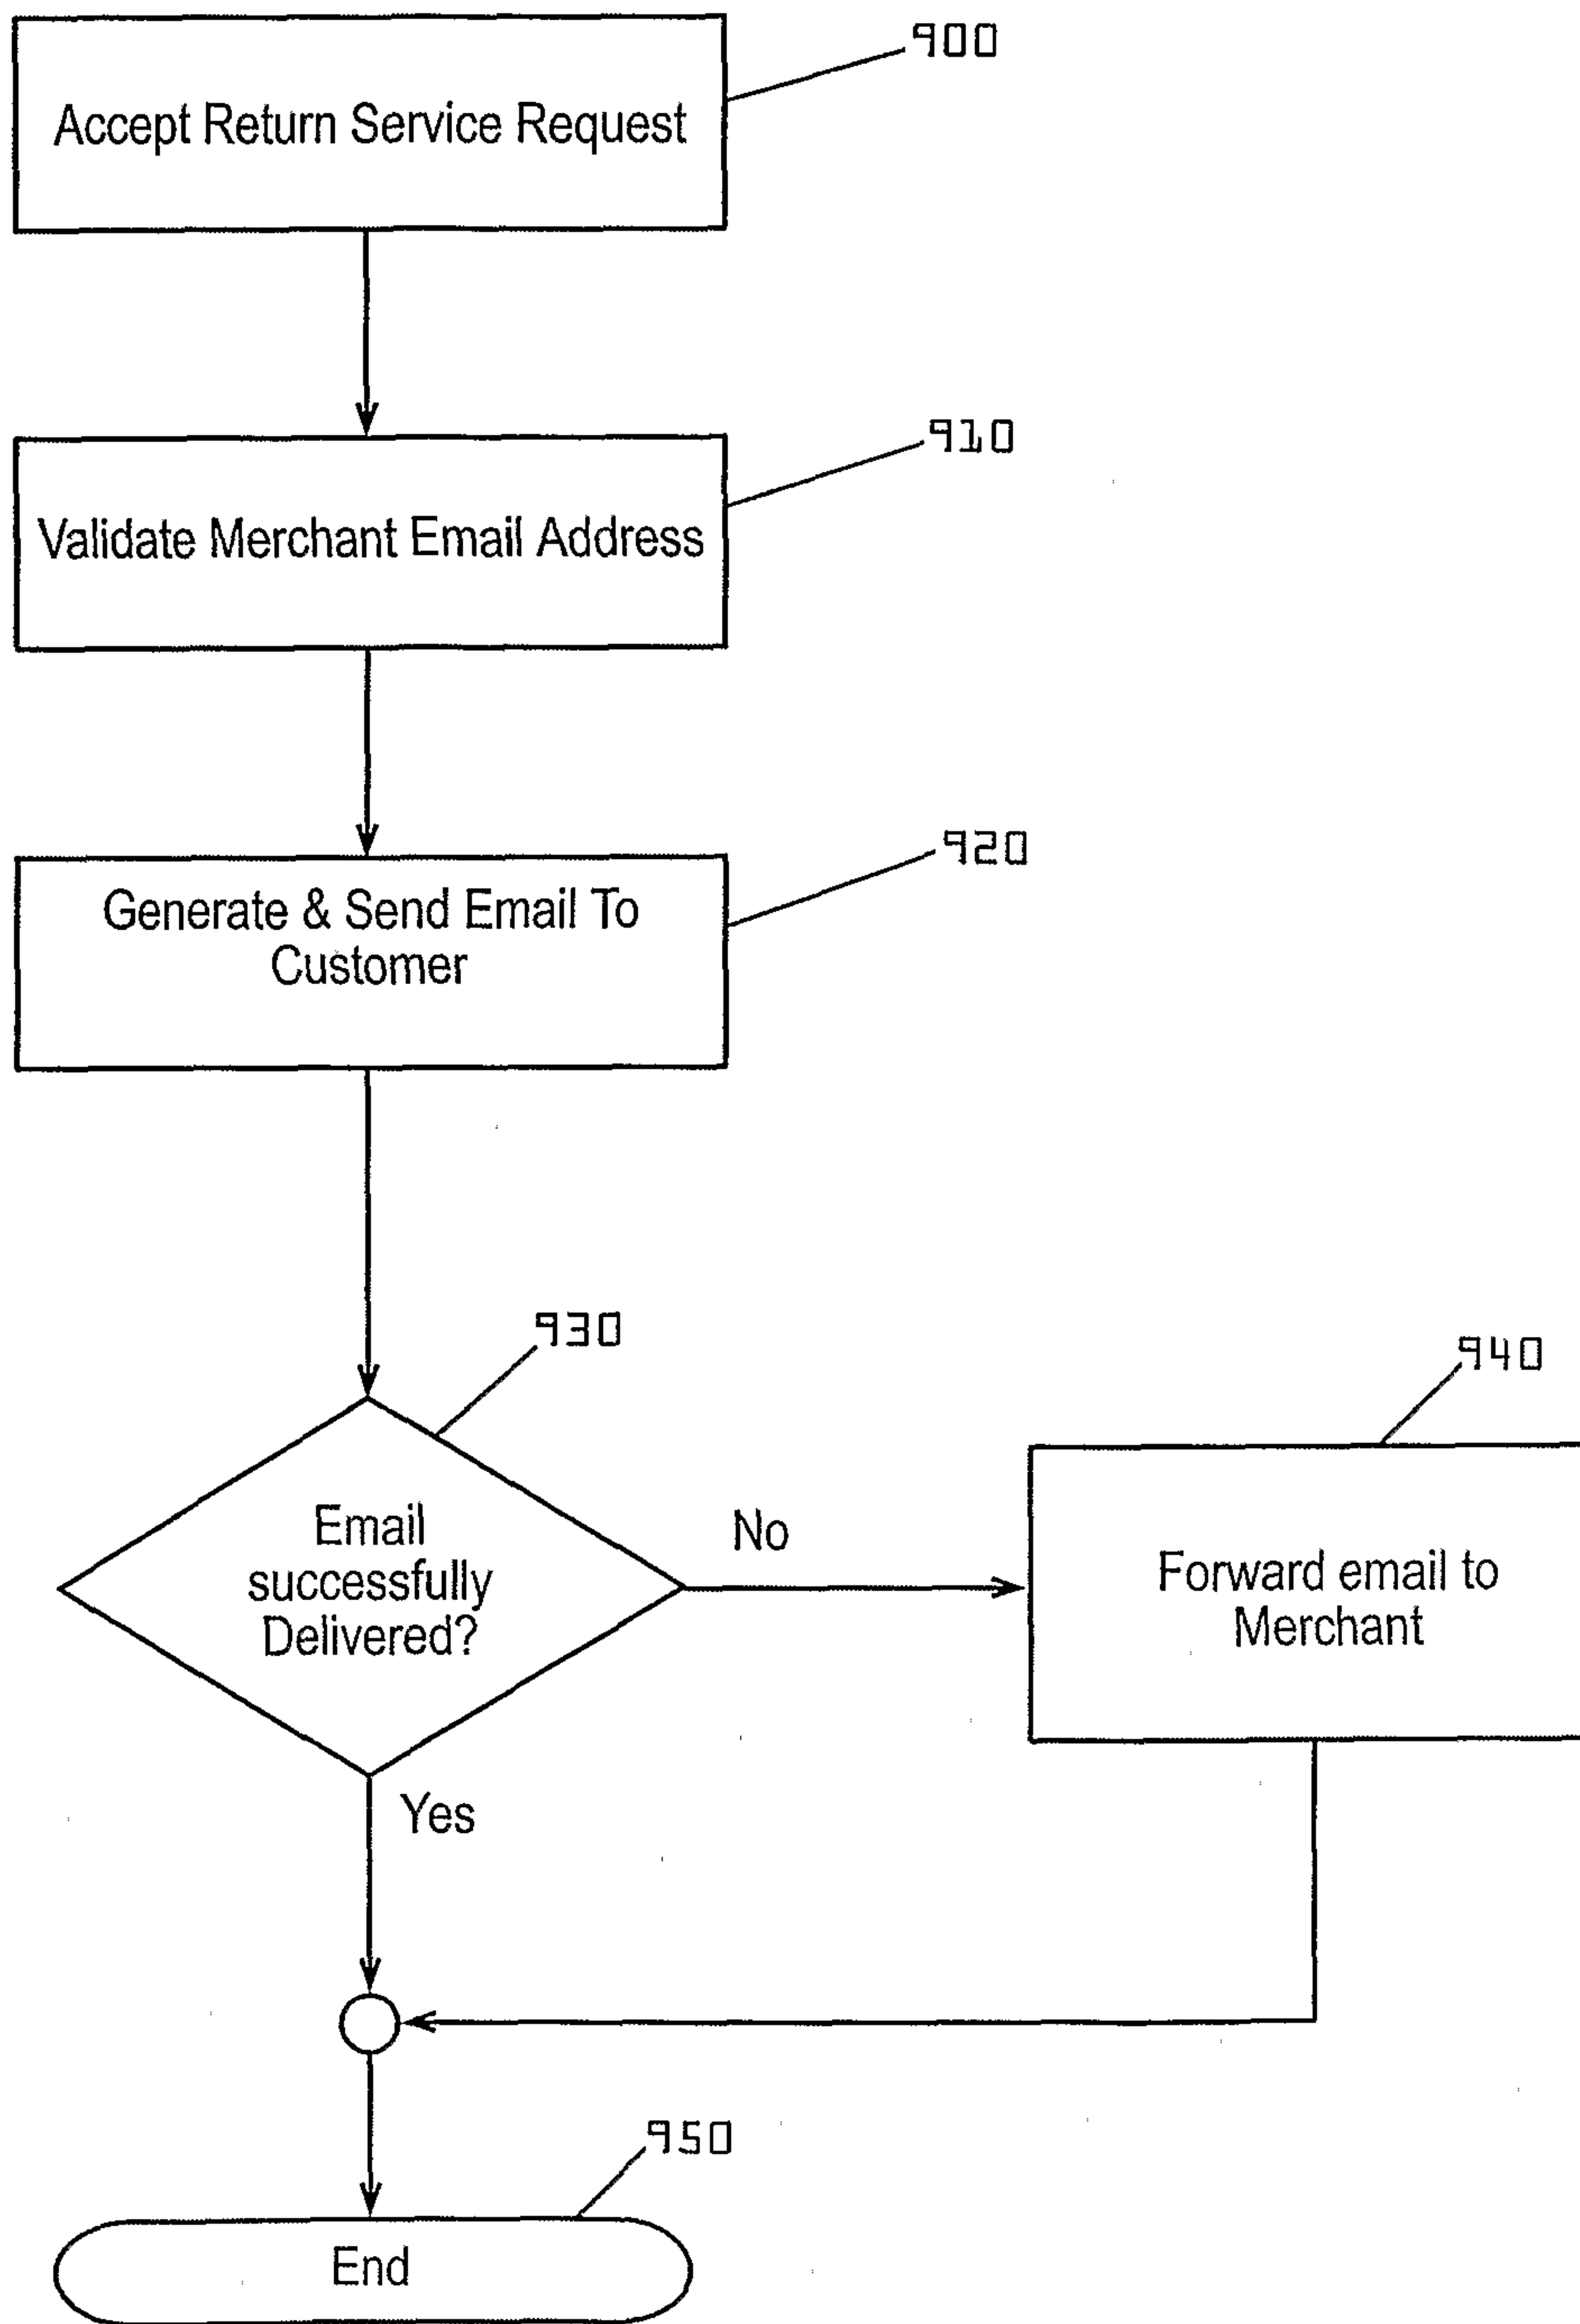 900
Accept Return Service Request
910
Validate Merchant Email Address
920
Generate & Send Email To
Customer
930
940
Email
successfully
Delivered?
No
Forward email to
Merchant
Yes
950
End